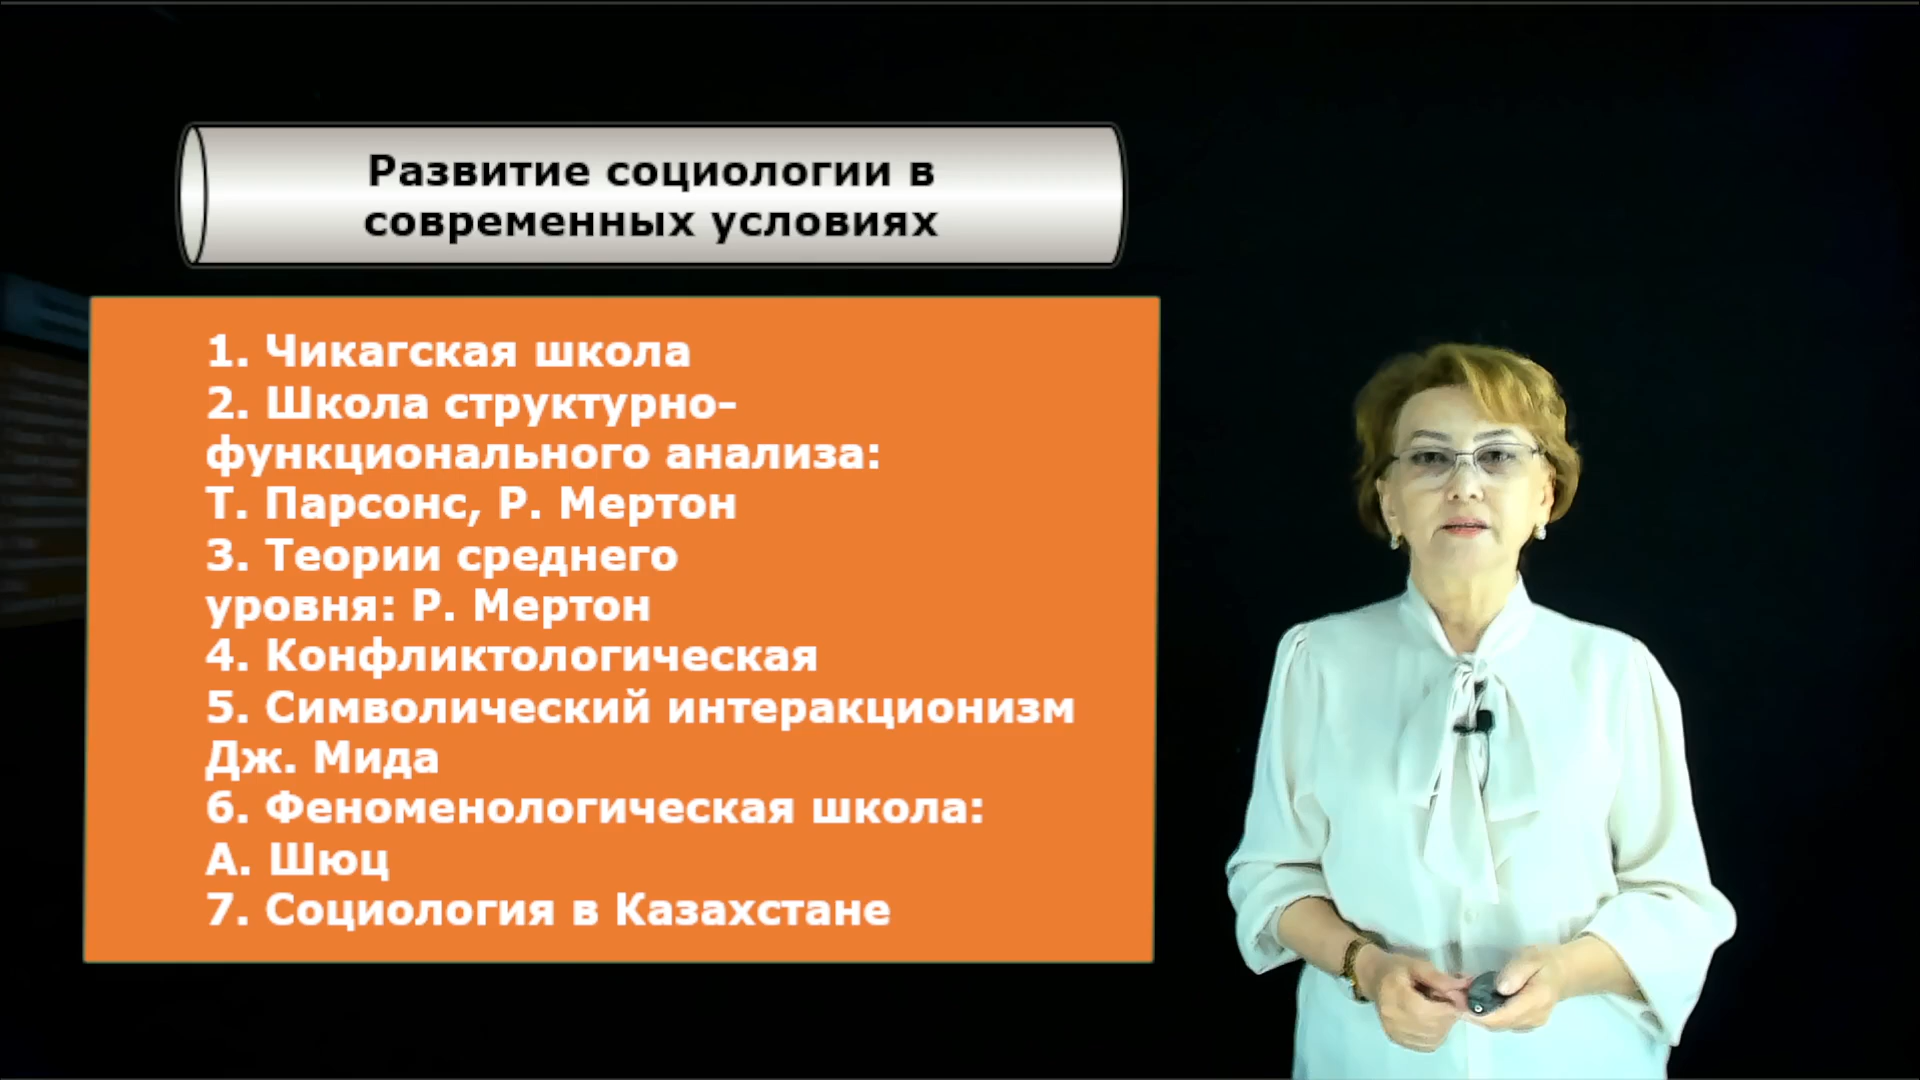 Развитие социологии в
современных условиях
1. Чикагская школа
2. Школа структурно-
функционального анализа:
Т. Парсонс, Р. Мертон
3. Теории среднего
уровня: Р. Мертон
4. Конфликтологическая
5. Символический интеракционизм
Дж. Мида
6. Феноменологическая школа:
А. Шюц
7. Социология в Казахстане